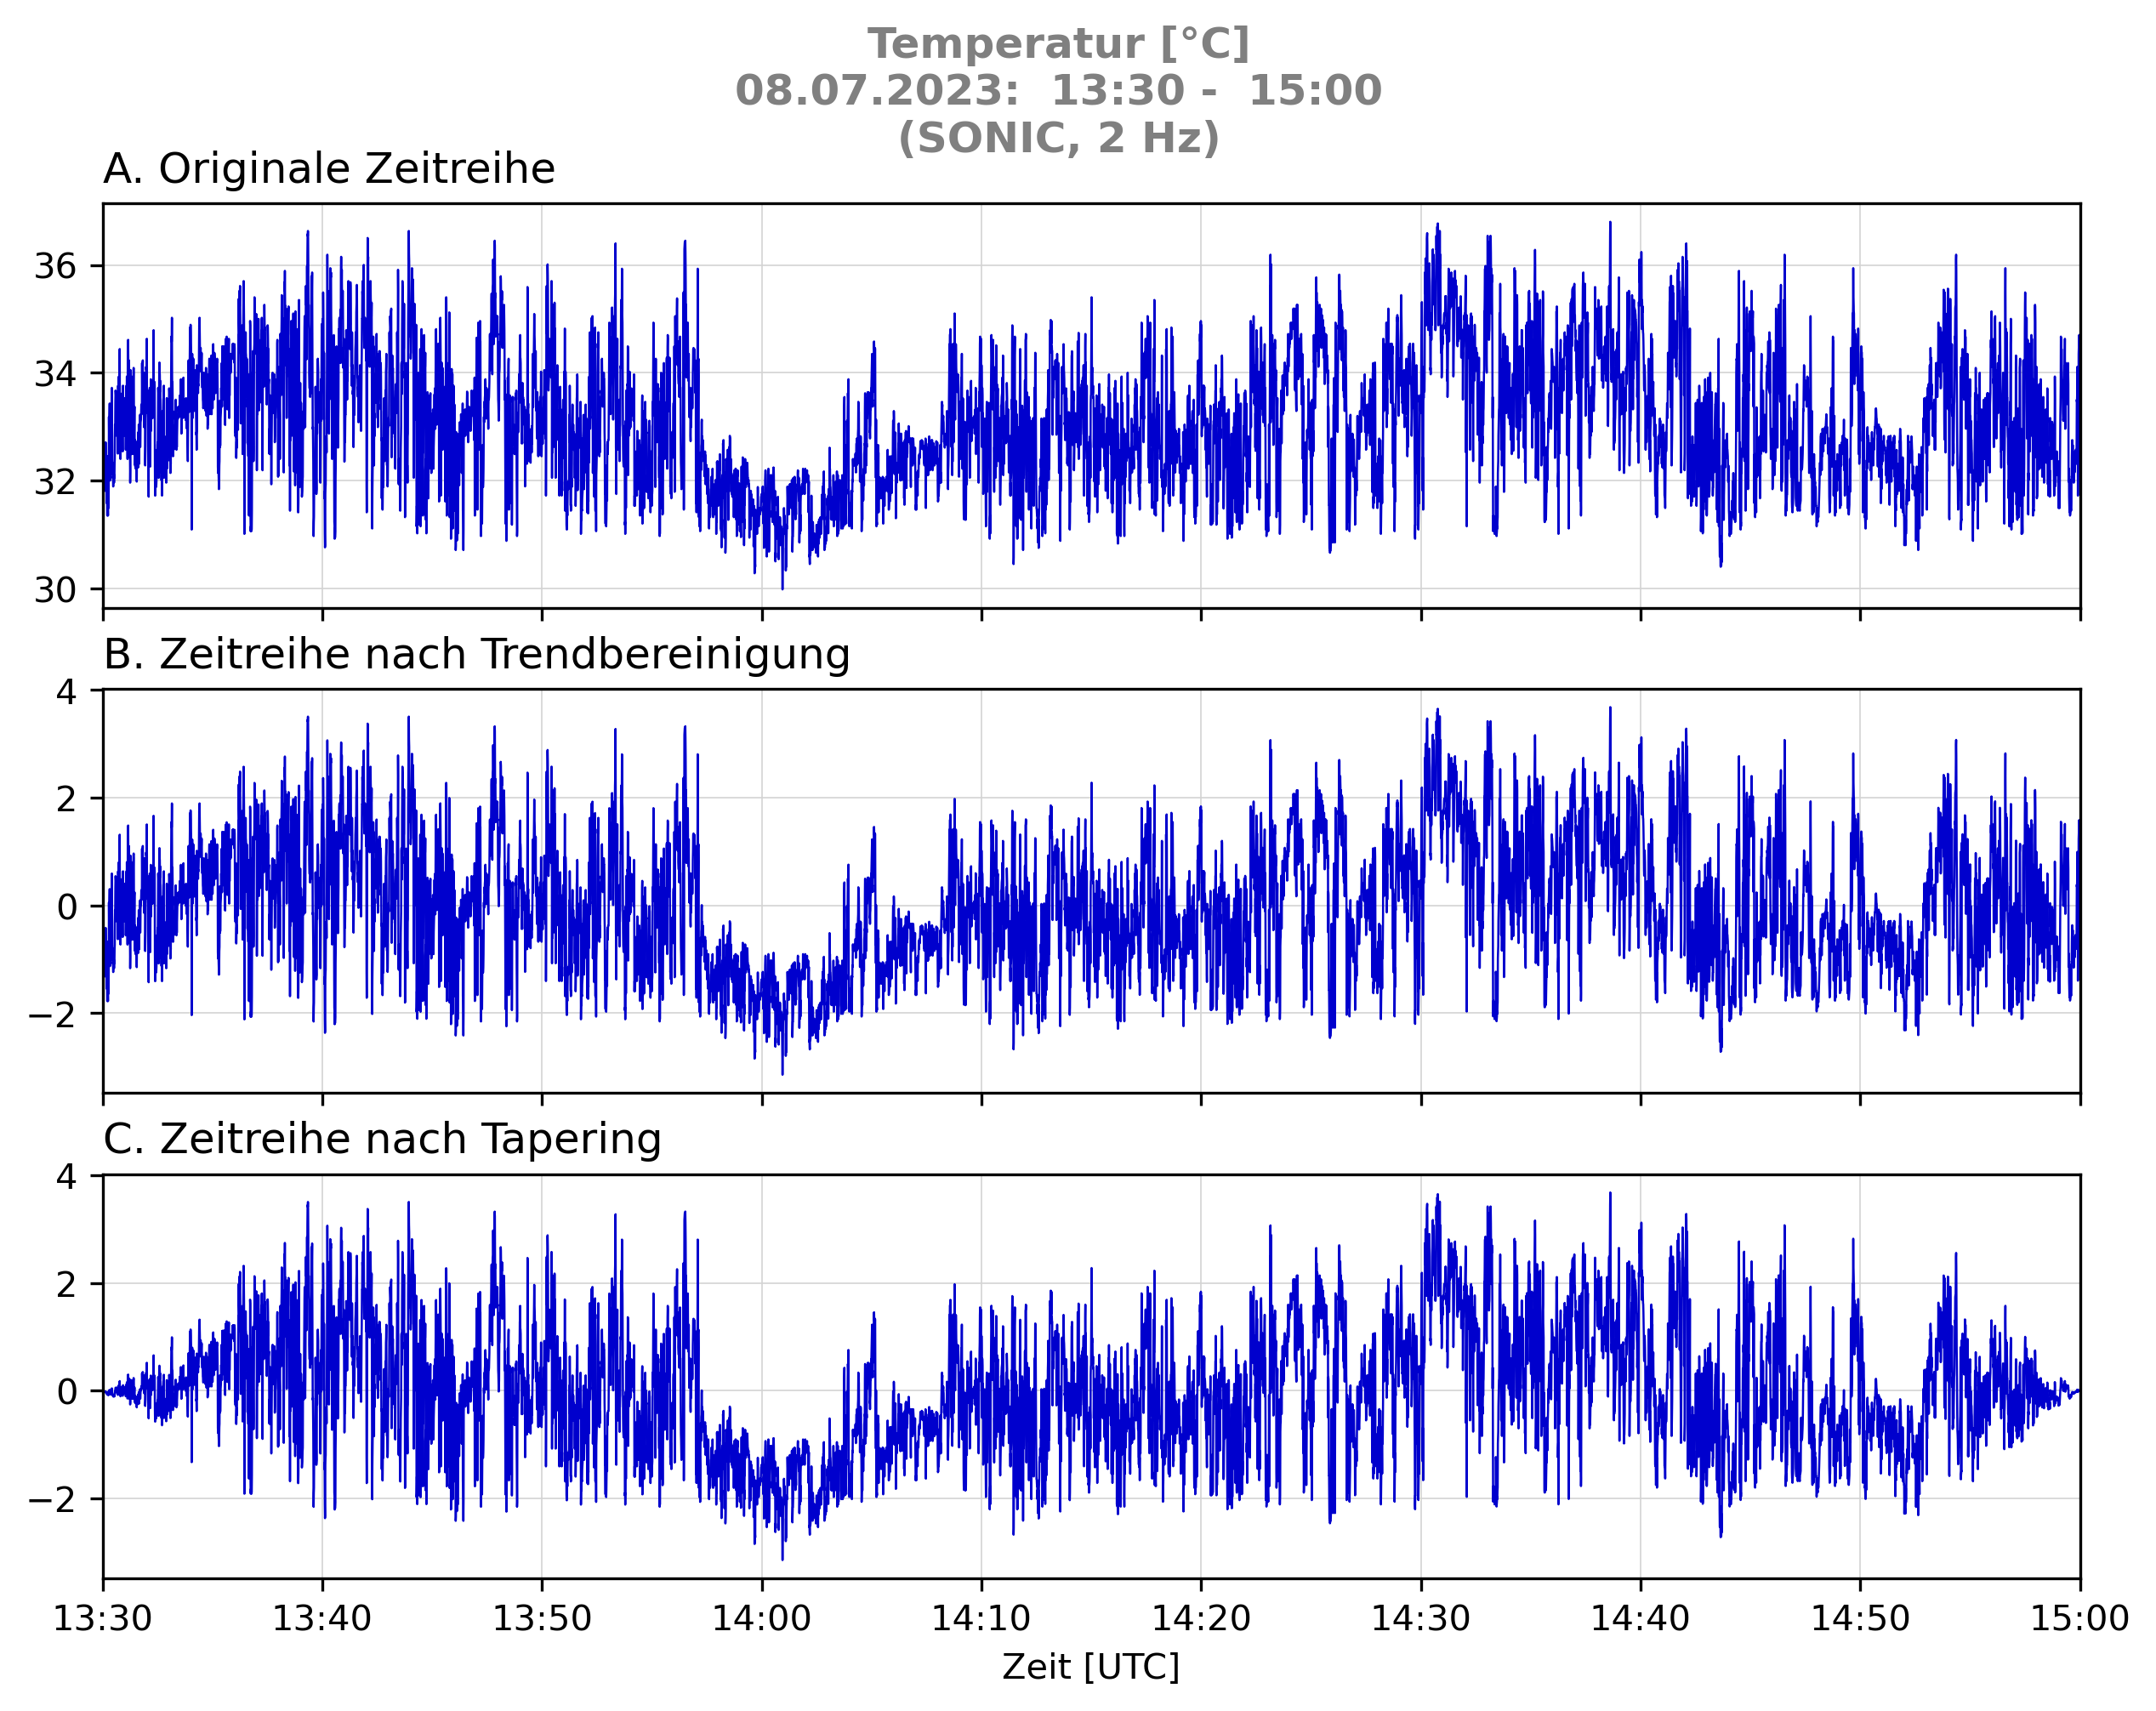 Temperatur [°C]
08.07.2023:  13:30 -  15:00
(SONIC, 2 Hz)
A. Originale Zeitreihe
36
34
32
30
B. Zeitreihe nach Trendbereinigung
4
2
0
−2
C. Zeitreihe nach Tapering
4
2
0
−2
13:30 13:40 13:50 14:00 14:10 14:20 14:30 14:40 14:50 15:00
Zeit [UTC]